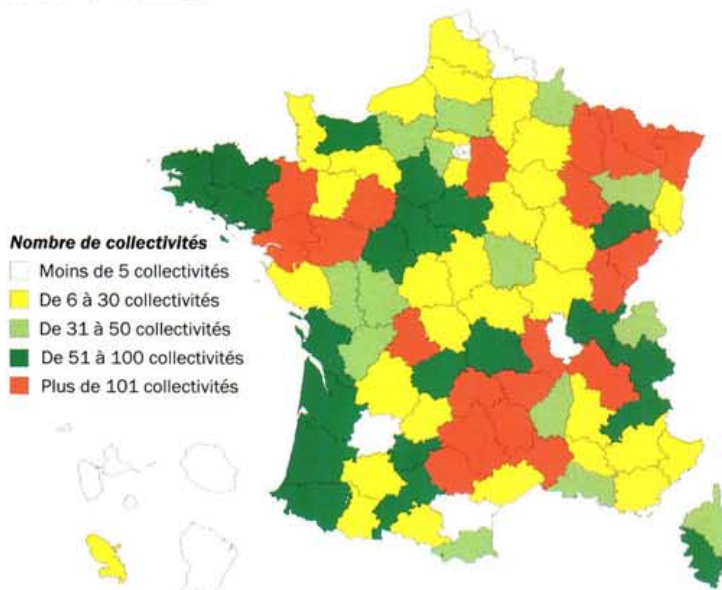 Nombre de collectivités
Moins de 5 collectivités
De 6 à 30 collectivités
De 31 à 50 collectivités
De 51 à 100 collectivités
Plus de 101 collectivités